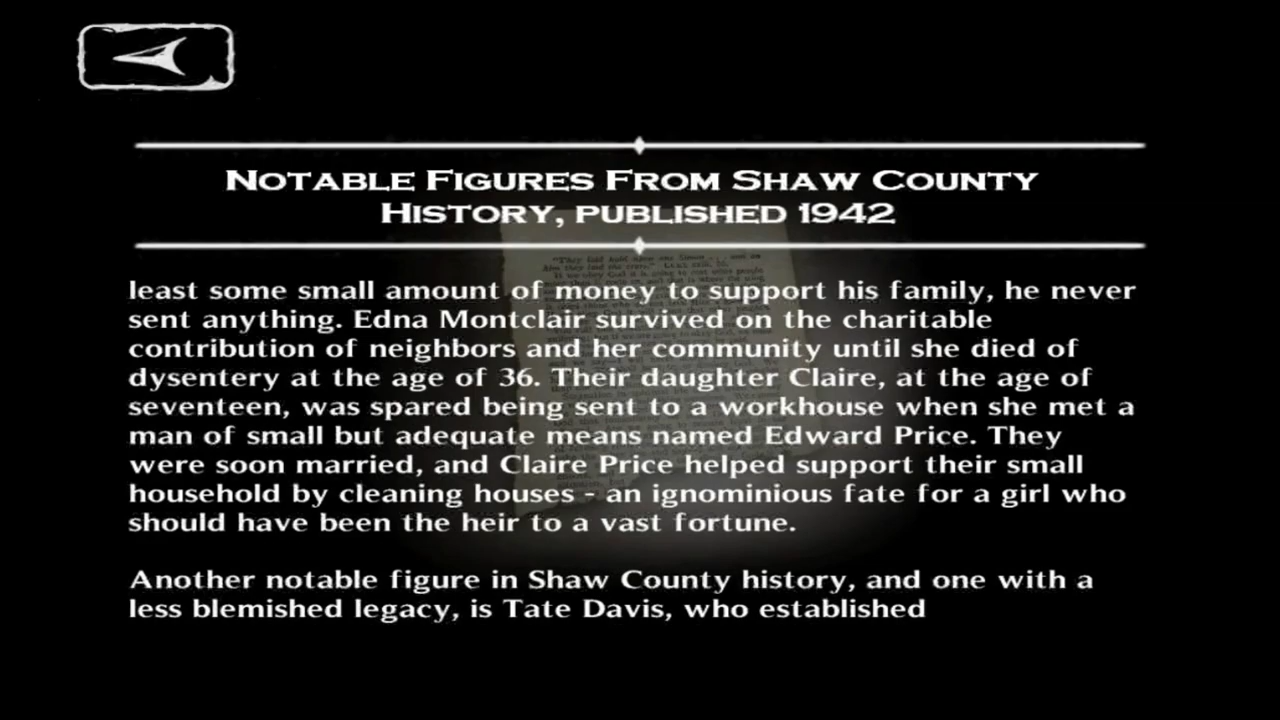 NOTABLE FIGURES FROM SHAW COUNTY
HISTORY, PUBLISHED 1942
least some small amount of money to support his family, he never
sent anything. Edna Montclair survived on the charitable
contribution of neighbors and her community until she died of
dysentery at the age of 36. Their daughter Claire, at the age of
seventeen, was spared being sent to a workhouse when she met a
man of small but adequate means named Edward Price. They
were soon married, and Claire Price helped support their small
household by cleaning houses - an ignominious fate for a girl who
should have been the heir to a vast fortune.
Another notable figure in Shaw County history, and one with a
less blemished legacy, is Tate Davis, who established